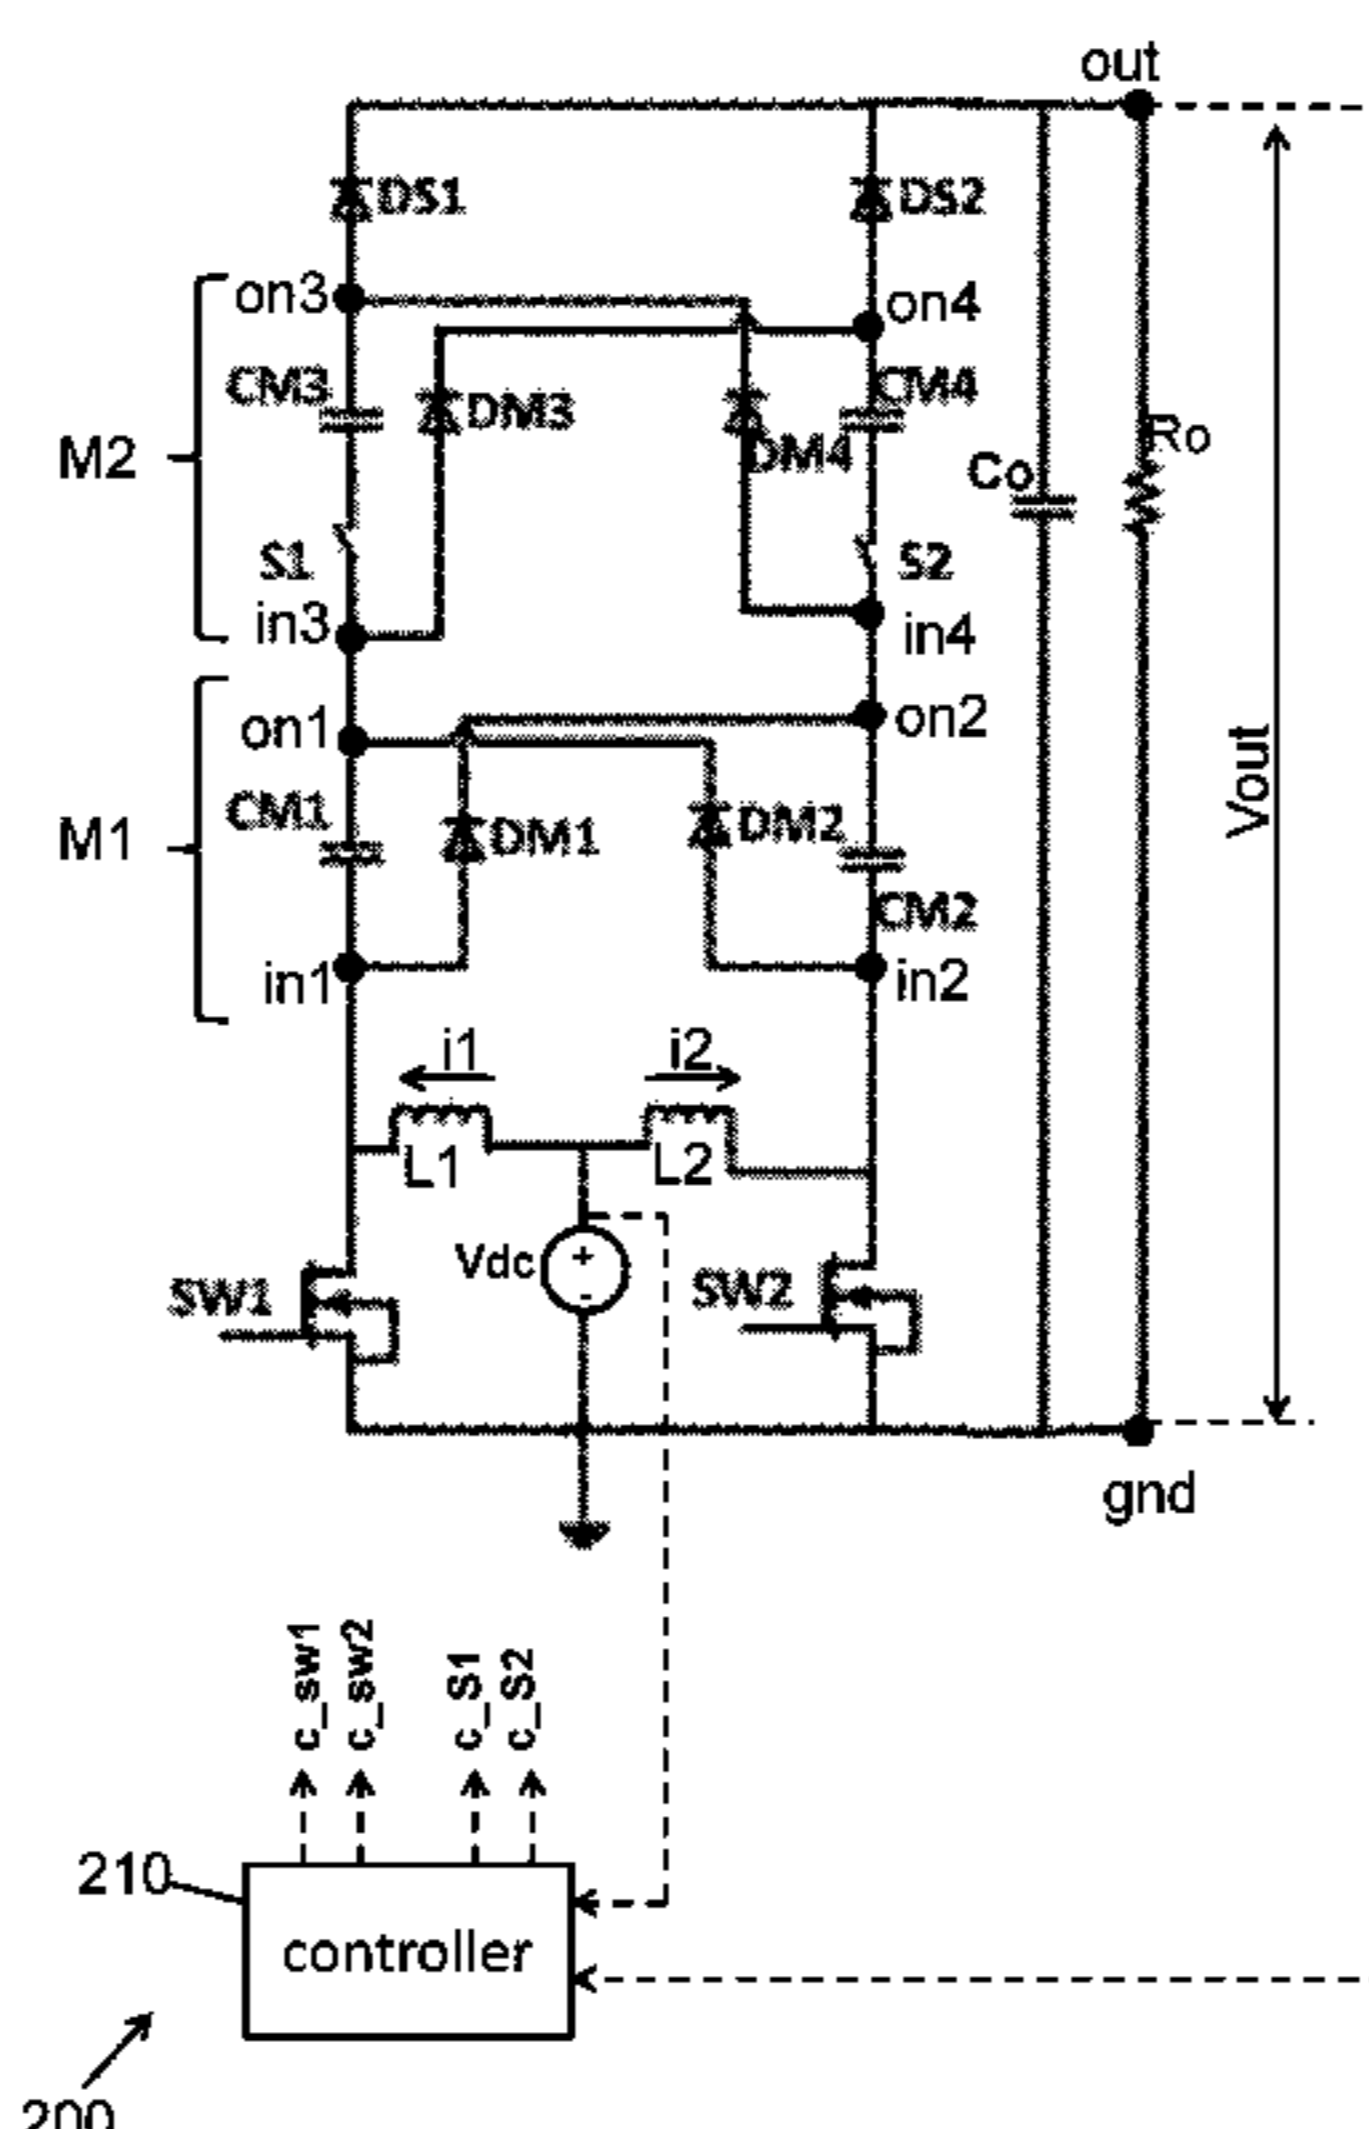 out
DS1
DS2
on3
on4
CM3
DM3
CM4
DM4
M2
Co
Ro
S1
S2
in3
in4
on1
on2
Vout
CM1
DM1
DM2
M1
CM2
in1
in2
i1
i2
L1
L2
Vdc
+
-
SW1
SW2
gnd
c_sw1
c_sw2
c_S1
c_S2
210
controller
200